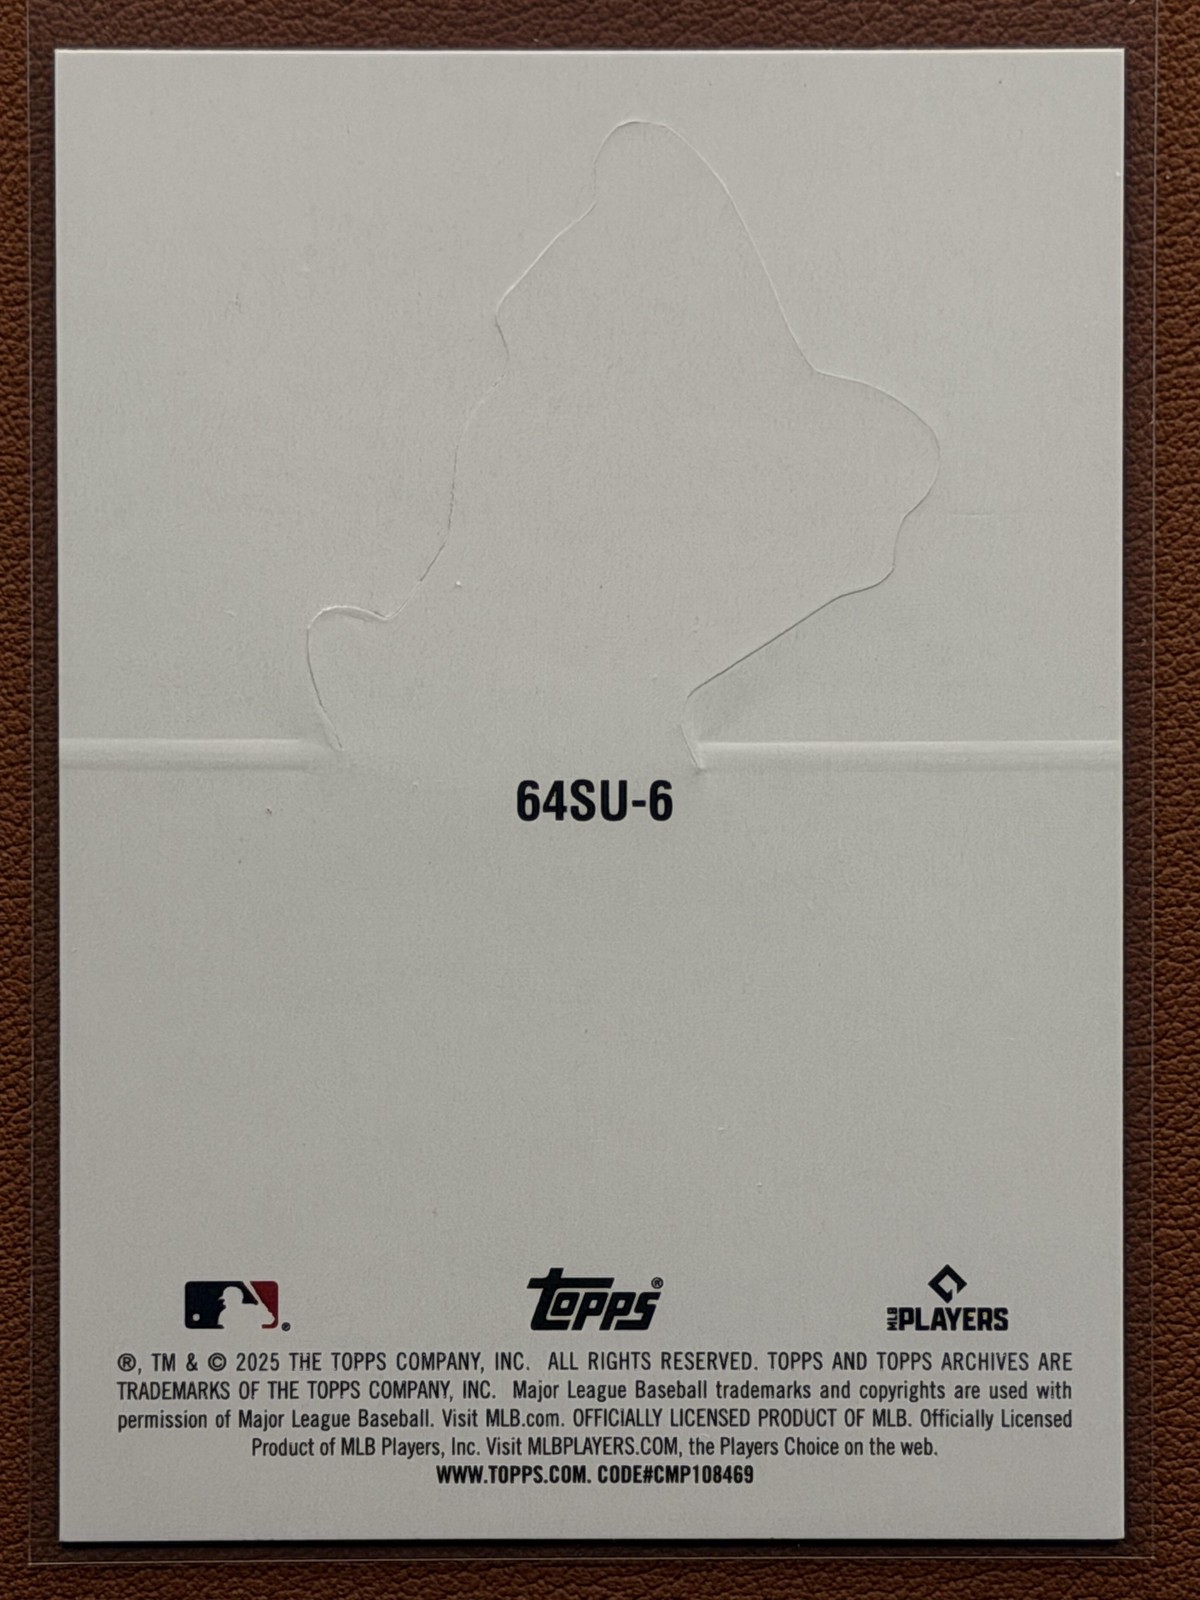 64SU-6
TOPPS®
MLB PLAYERS
®, TM & © 2025 THE TOPPS COMPANY, INC. ALL RIGHTS RESERVED. TOPPS AND TOPPS ARCHIVES ARE
TRADEMARKS OF THE TOPPS COMPANY, INC. Major League Baseball trademarks and copyrights are used with
permission of Major League Baseball. Visit MLB.com. OFFICIALLY LICENSED PRODUCT OF MLB. Officially Licensed
Product of MLB Players, Inc. Visit MLBPLAYERS.COM, the Players Choice on the web.
WWW.TOPPS.COM. CODE#CMP108469